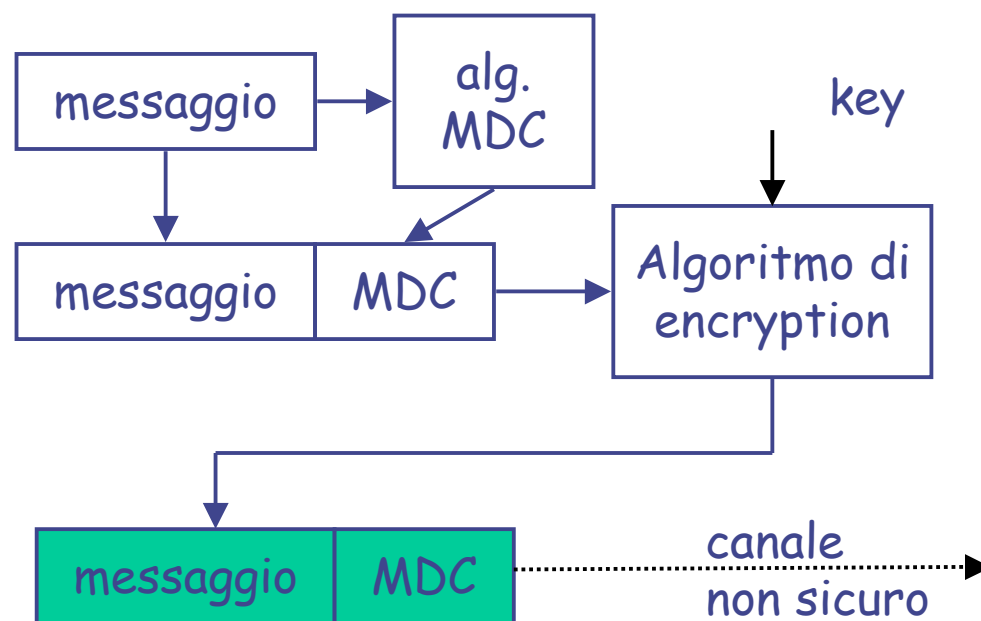 messaggio
alg.
MDC
key
messaggio
MDC
Algoritmo di
encryption
messaggio
MDC
canale
non sicuro